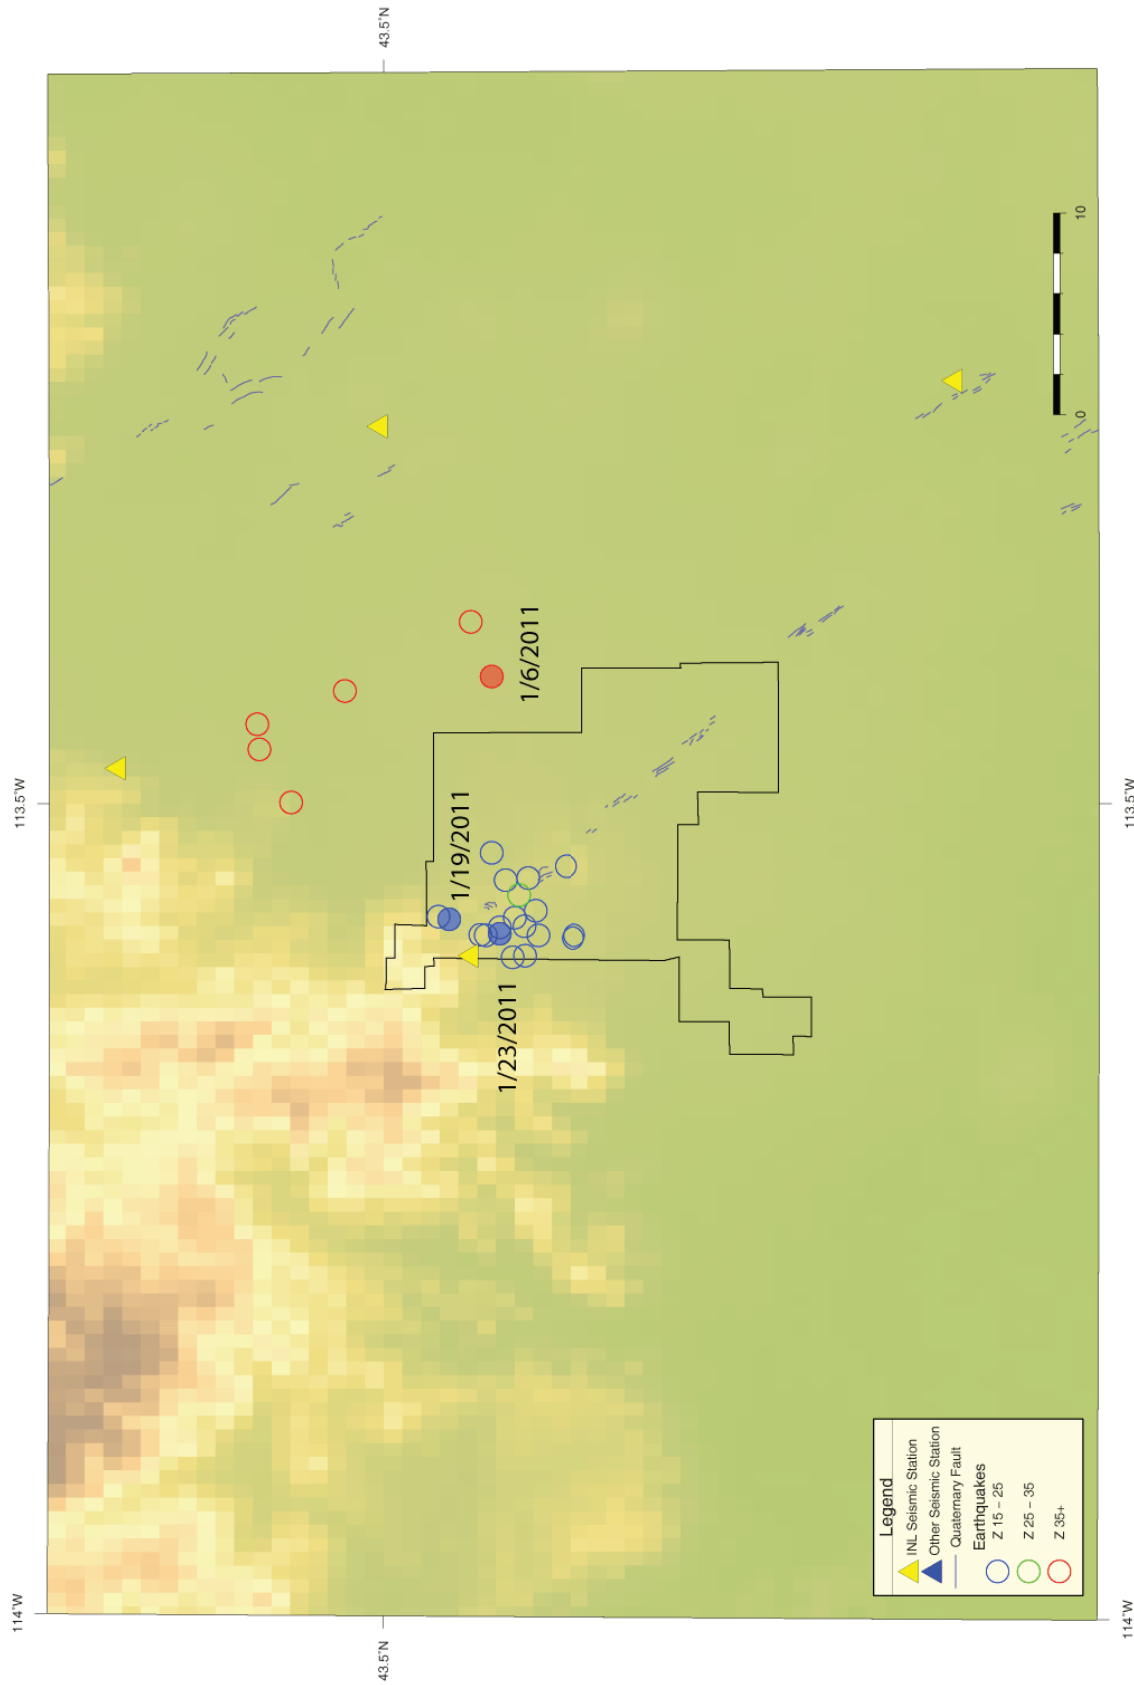 114°W
113.5°W
43.5°N
43.5°N
1/23/2011
1/19/2011
1/6/2011
Legend
INL Seismic Station
Other Seismic Station
Quaternary Fault
Earthquakes
Z 15 – 25
Z 25 – 35
Z 35+
0
10
114°W
113.5°W